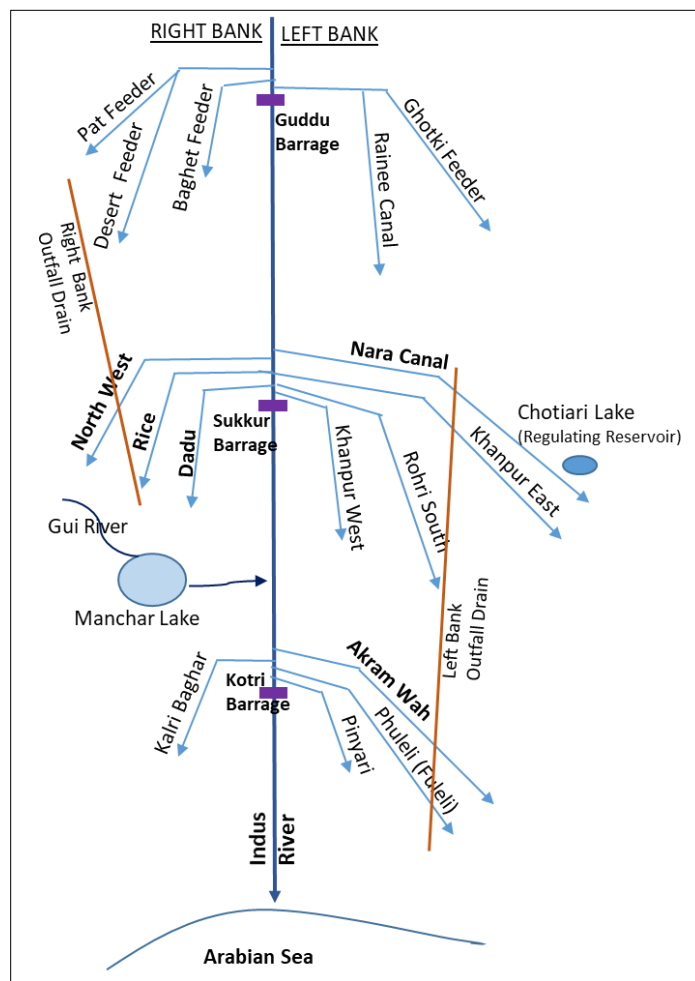 RIGHT BANK
LEFT BANK
Pat Feeder
Desert Feeder
Baghet Feeder
Guddu
Barrage
Rainee Canal
Ghotki Feeder
Right Bank
Outfall Drain
North West
Rice
Dadu
Sukkur
Barrage
Nara Canal
Khanpur West
Rohri South
Khanpur East
Chotiari Lake
(Regulating Reservoir)
Gui River
Manchar Lake
Left Bank
Outfall Drain
Kalri Baghar
Kotri
Barrage
Akram Wah
Phuleli (Fuleli)
Pinyari
Indus
River
Arabian Sea